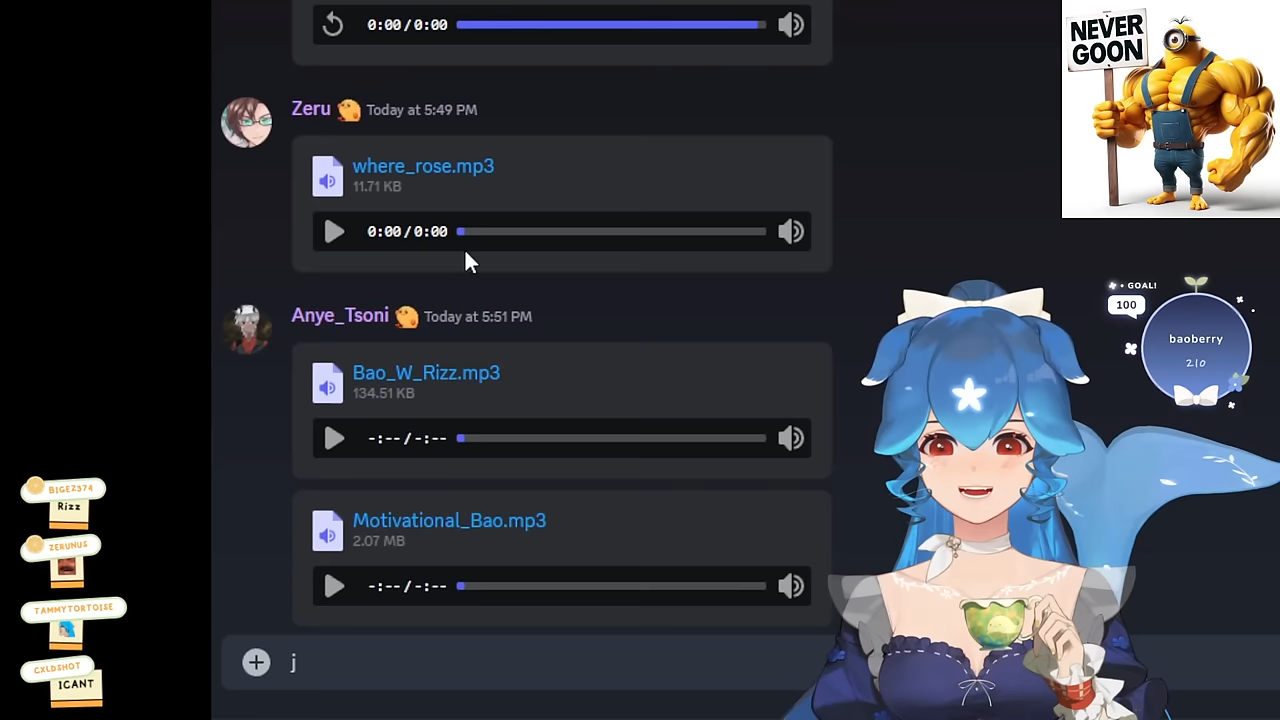 0:00/0:00
NEVER
GOON
Zeru Today at 5:49 PM
where_rose.mp3
11.71 KB
0:00/0:00
• GOAL!
100
baoberry
210
Anye_Tsoni Today at 5:51 PM
Bao_W_Rizz.mp3
134.51 KB
-:--/-:--
Motivational_Bao.mp3
2.07 MB
-:--/-:--
j
BIGEZ374
Rizz
ZERUNUS
TAMMYTORTOISE
CXLDSHOT
ICANT